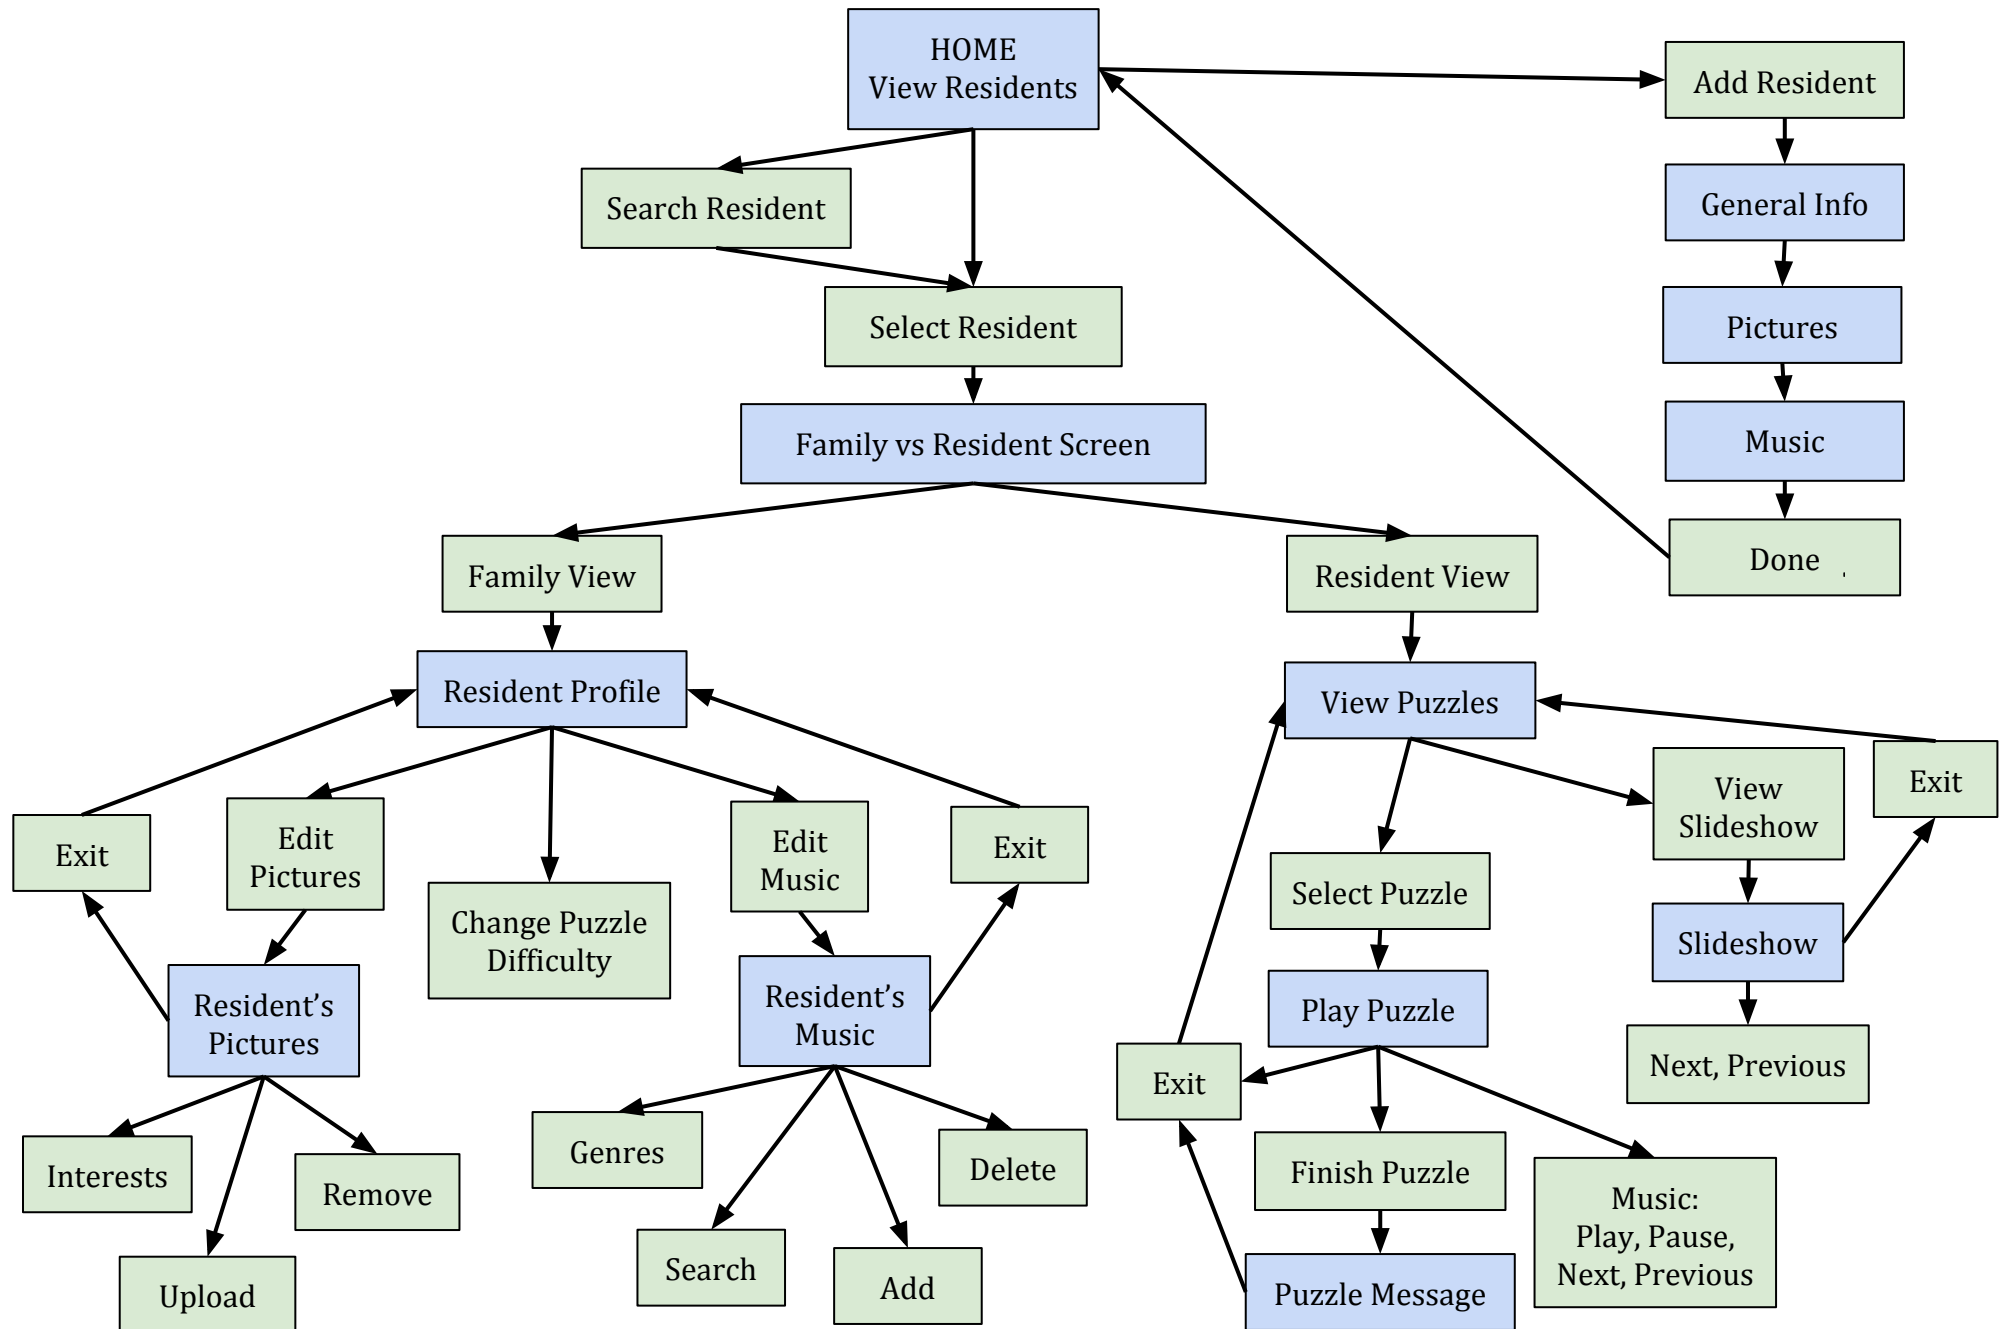 HOME
View Residents
Add Resident
Search Resident
General Info
Select Resident
Pictures
Family vs Resident Screen
Music
Done
Family View
Resident View
Resident Profile
View Puzzles
Exit
Edit
Pictures
Change Puzzle
Difficulty
Edit
Music
Exit
Select Puzzle
View
Slideshow
Exit
Resident’s
Pictures
Resident’s
Music
Play Puzzle
Slideshow
Exit
Next, Previous
Interests
Upload
Remove
Genres
Search
Add
Delete
Finish Puzzle
Music:
Play, Pause,
Next, Previous
Puzzle Message